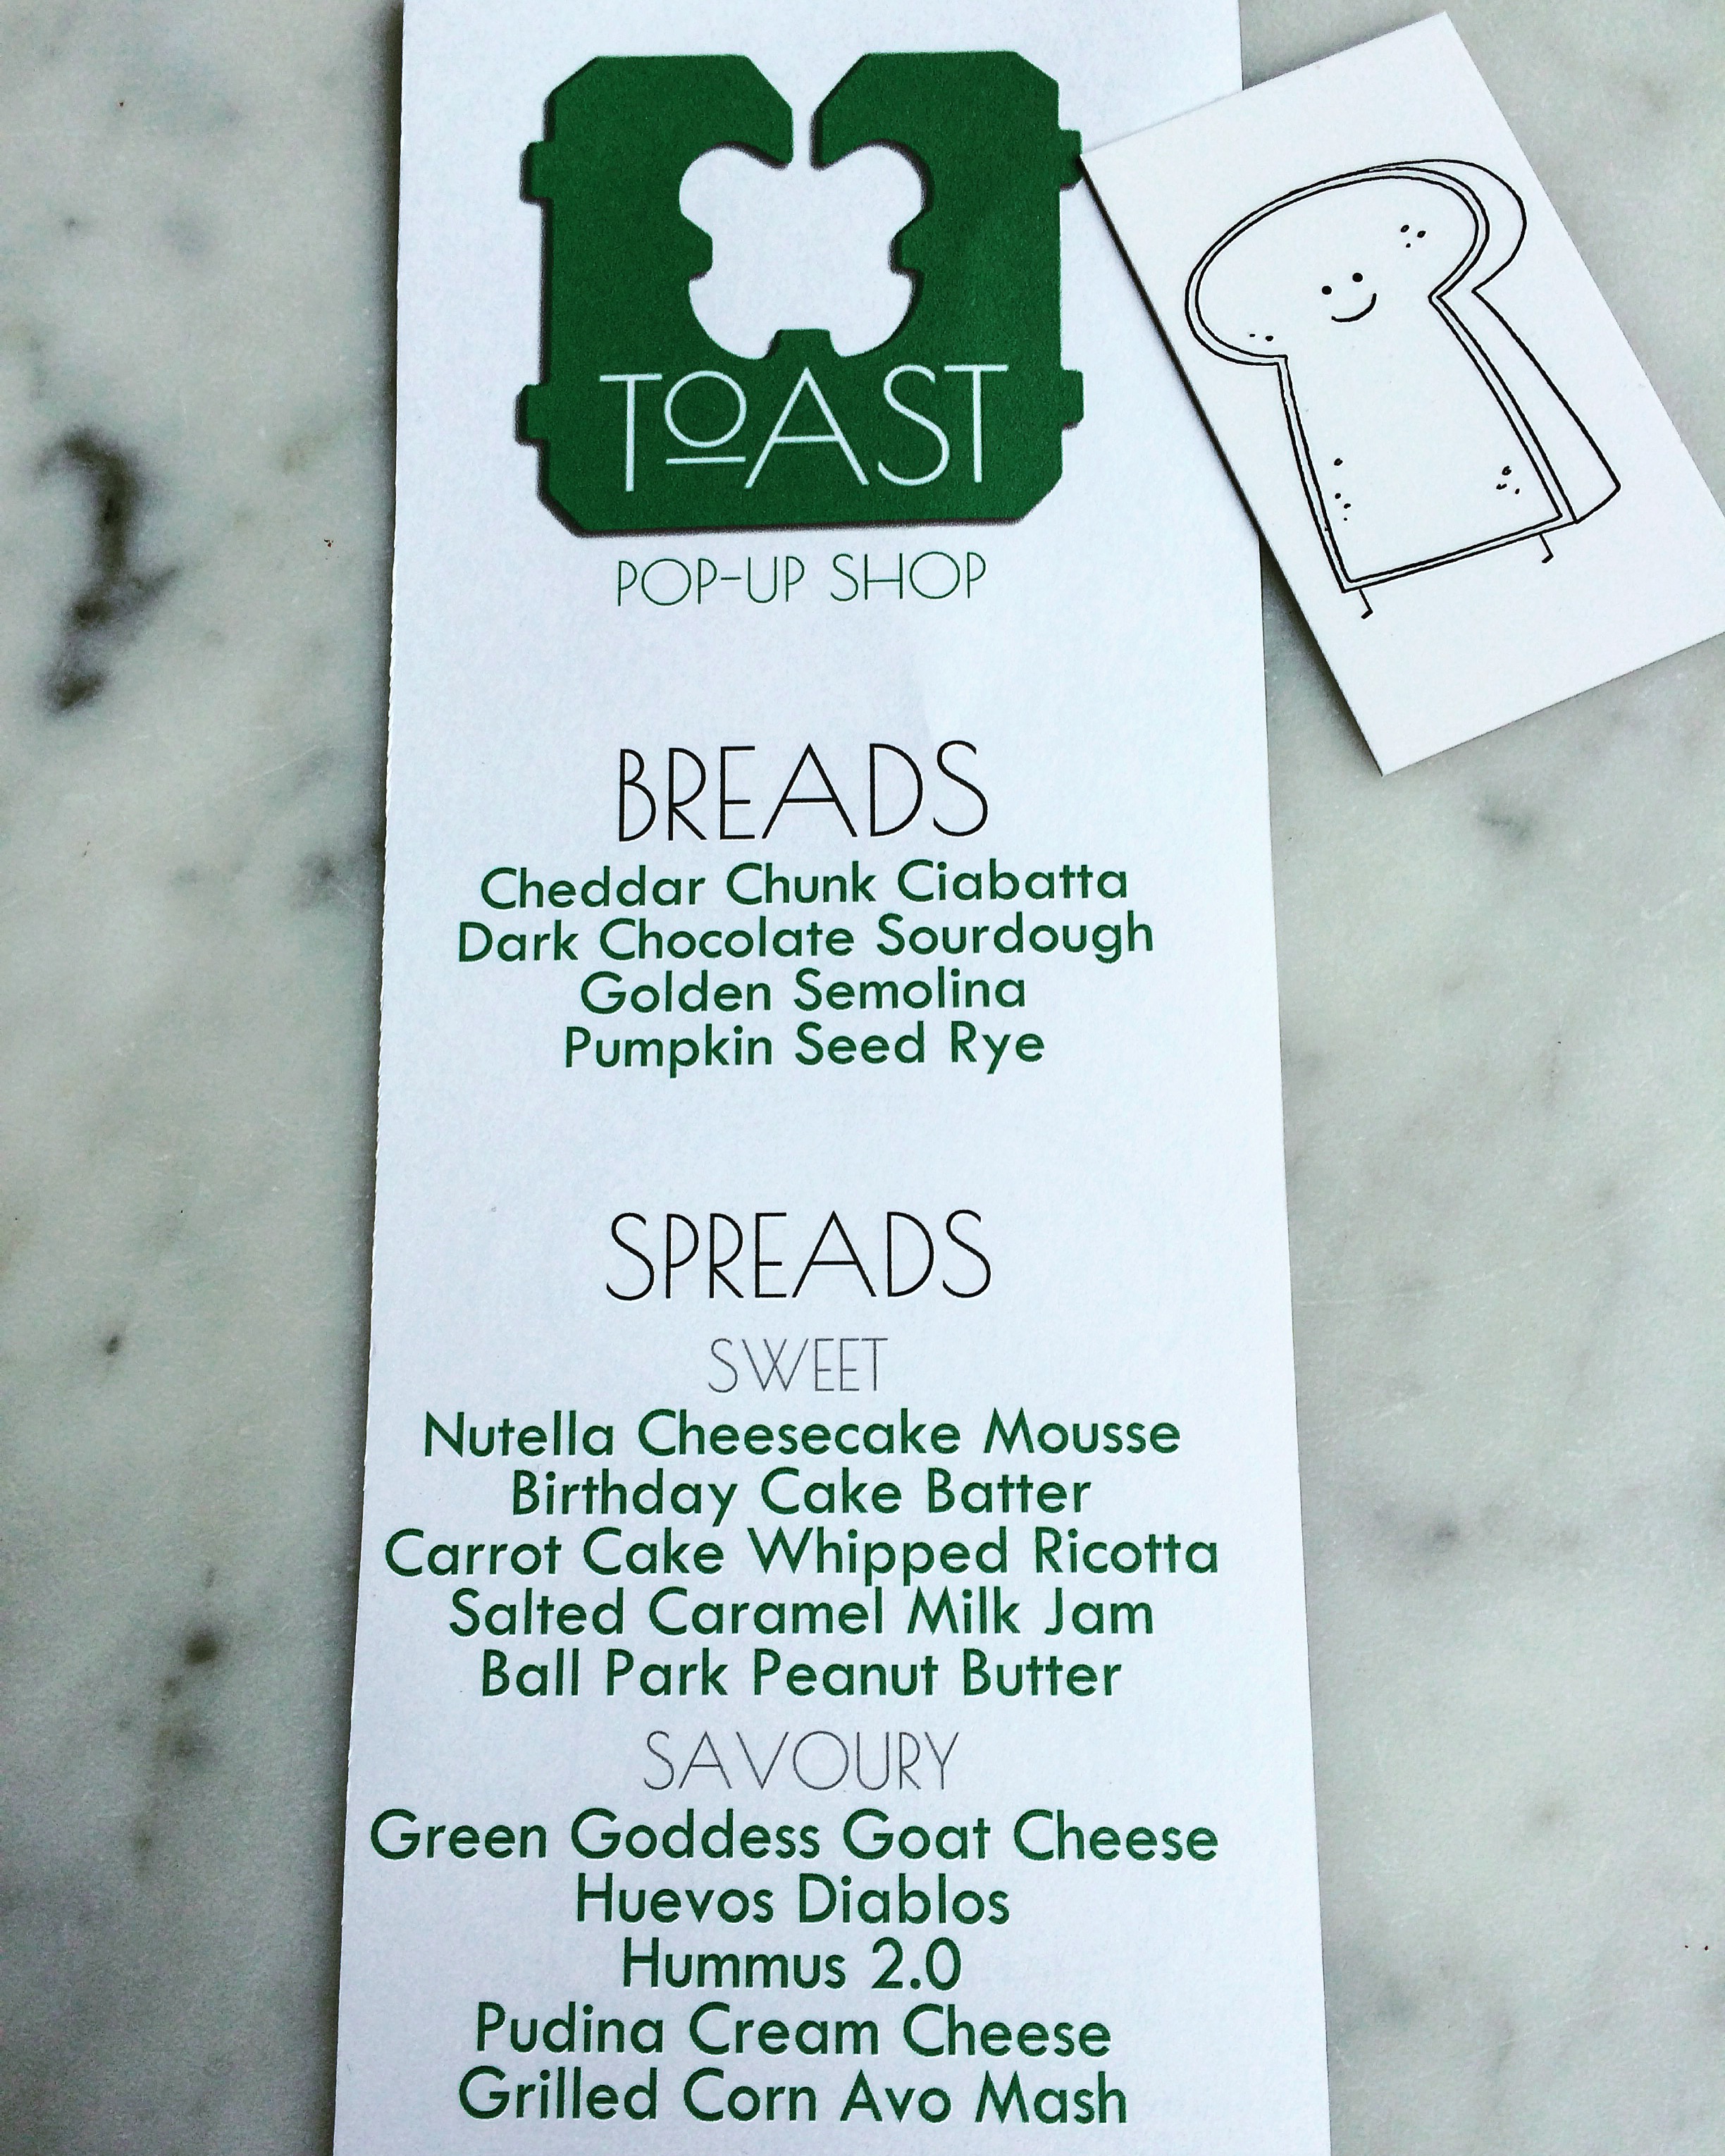 TOAST
POP-UP SHOP
BREADS
Cheddar Chunk Ciabatta
Dark Chocolate Sourdough
Golden Semolina
Pumpkin Seed Rye
SPREADS
SWEET
Nutella Cheesecake Mousse
Birthday Cake Batter
Carrot Cake Whipped Ricotta
Salted Caramel Milk Jam
Ball Park Peanut Butter
SAVOURY
Green Goddess Goat Cheese
Huevos Diablos
Hummus 2.0
Pudina Cream Cheese
Grilled Corn Avo Mash